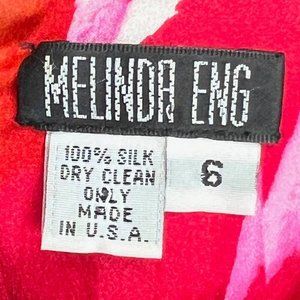 MELINDA ENG
100% SILK
DRY CLEAN
ONLY
MADE
IN U.S.A.
6